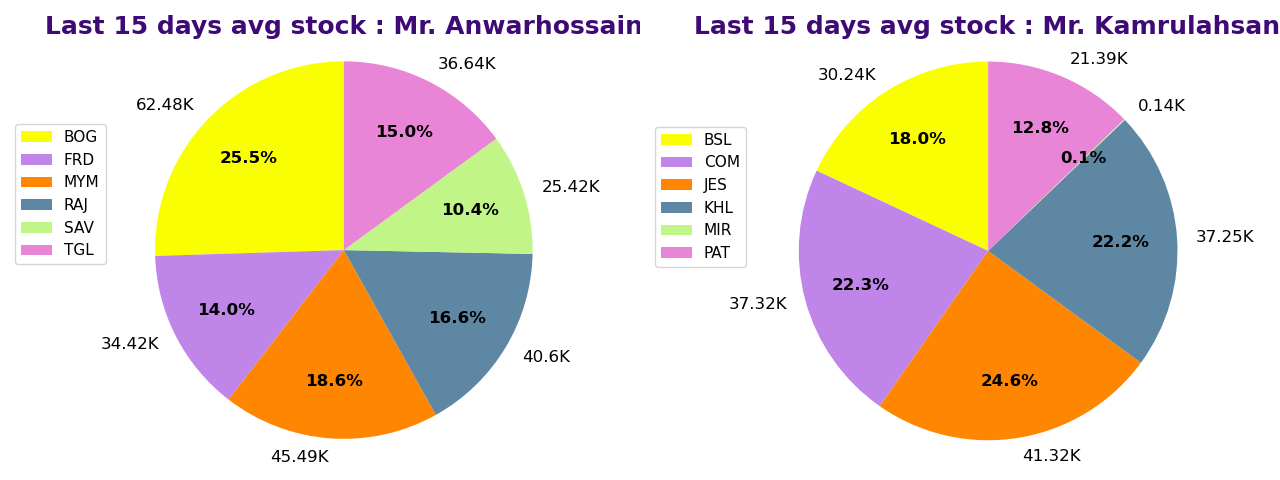 Last 15 days avg stock : Mr. Anwarhossain
36.64K
62.48K
BOG
FRD
MYM
RAJ
SAV
TGL
15.0%
25.5%
25.42K
10.4%
14.0%
16.6%
34.42K
40.6K
18.6%
45.49K
Last 15 days avg stock : Mr. Kamrulahsan
21.39K
30.24K
0.14K
BSL
COM
JES
KHL
MIR
PAT
12.8%
18.0%
0.1%
37.25K
22.2%
22.3%
37.32K
24.6%
41.32K